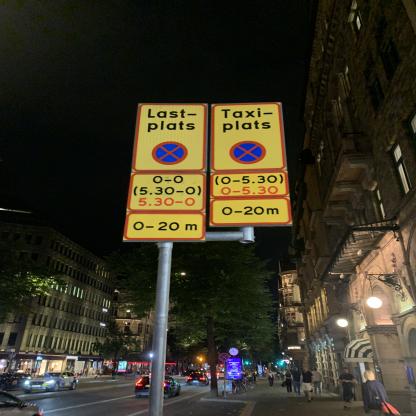 Last-
plats
0-0
(5.30-0)
5.30-0
0-20 m
Taxi-
plats
(0-5.30)
0-5.30
0-20m